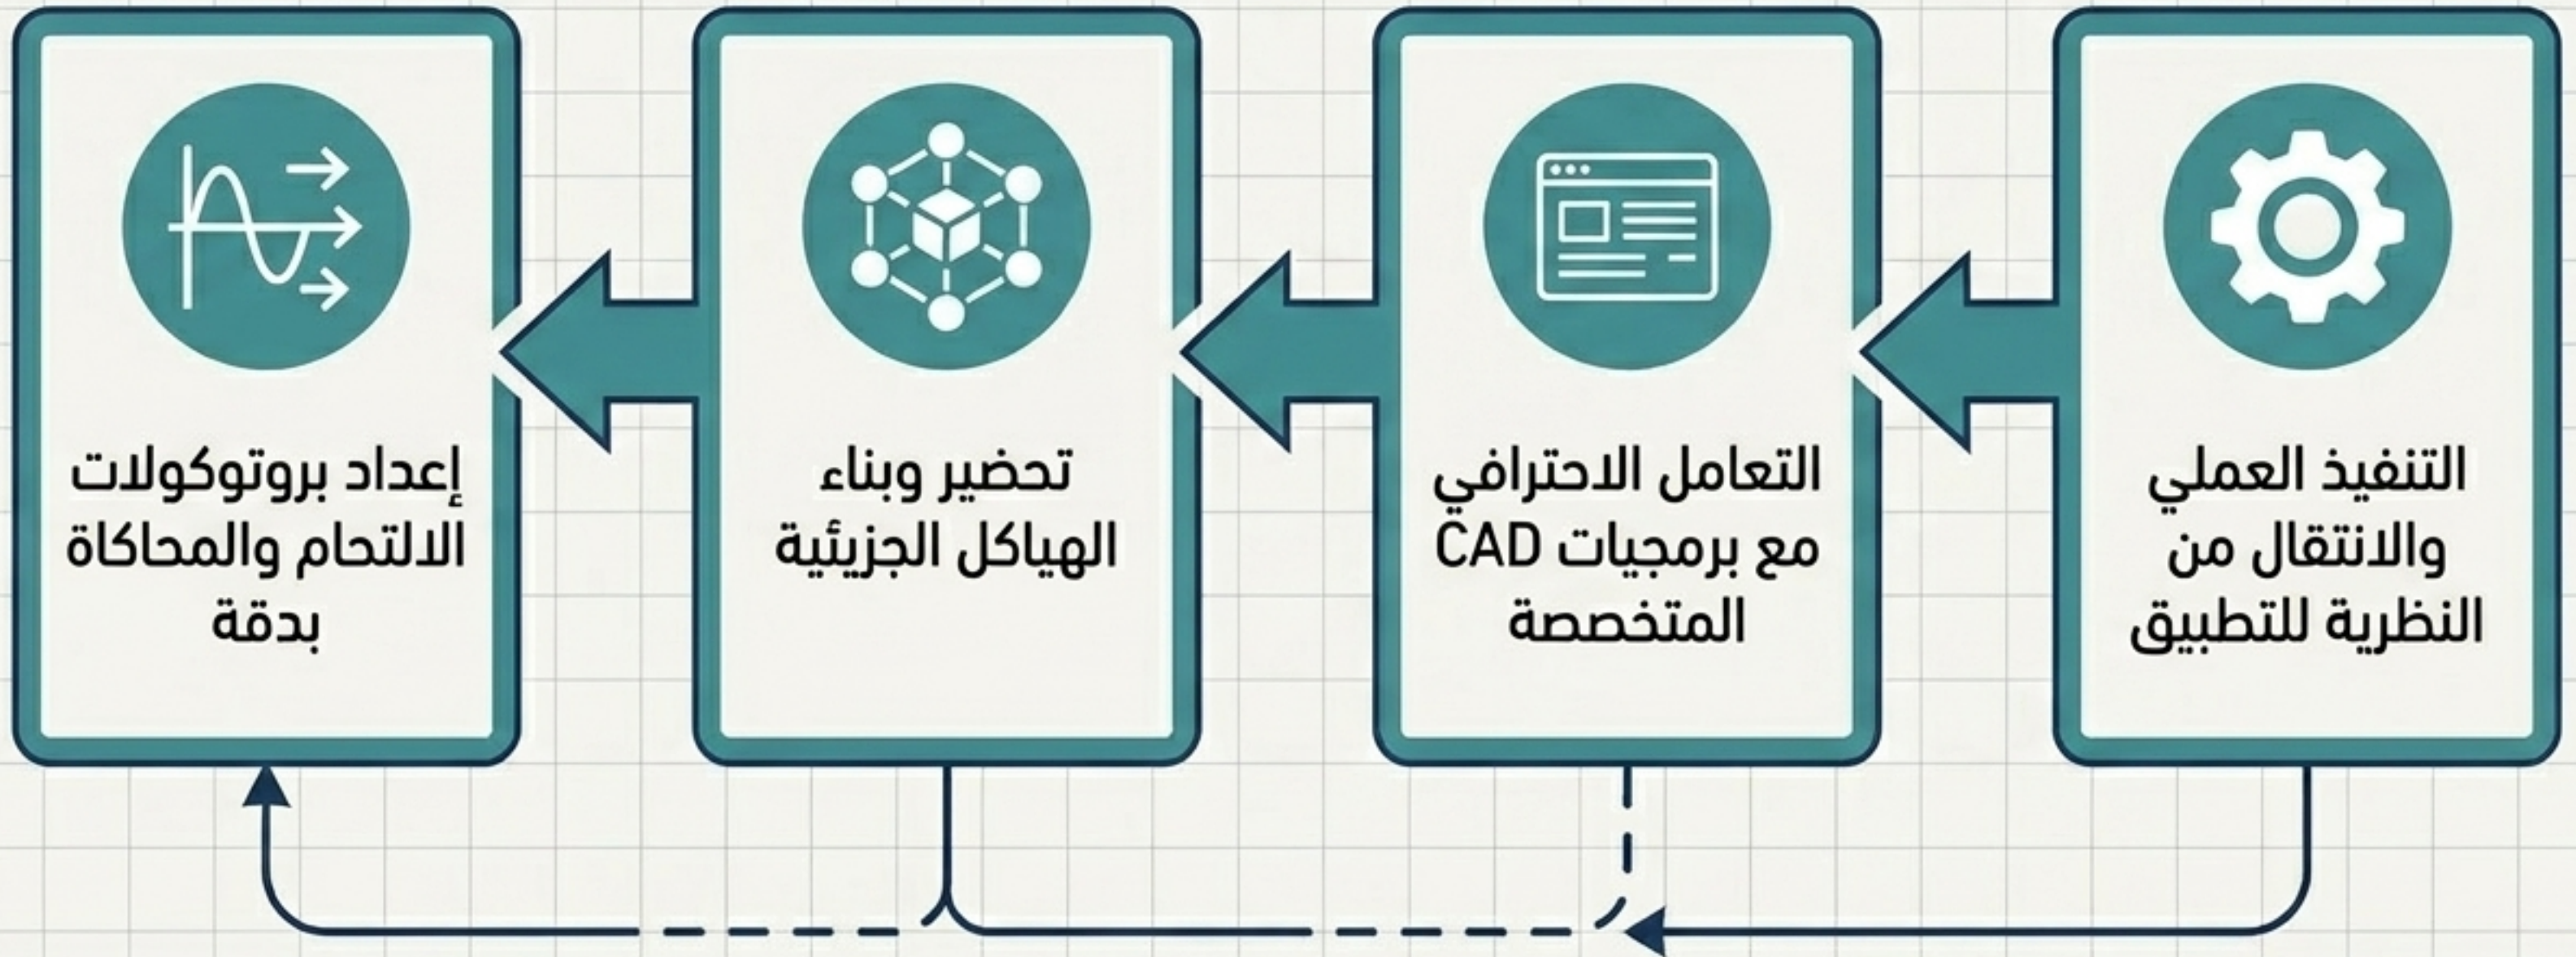 التنفيذ العملي
والانتقال من
النظرية للتطبيق
التعامل الاحترافي
مع برمجيات CAD
المتخصصة
تحضير وبناء
الهياكل الجزيئية
إعداد بروتوكولات
الالتحام والمحاكاة
بدقة